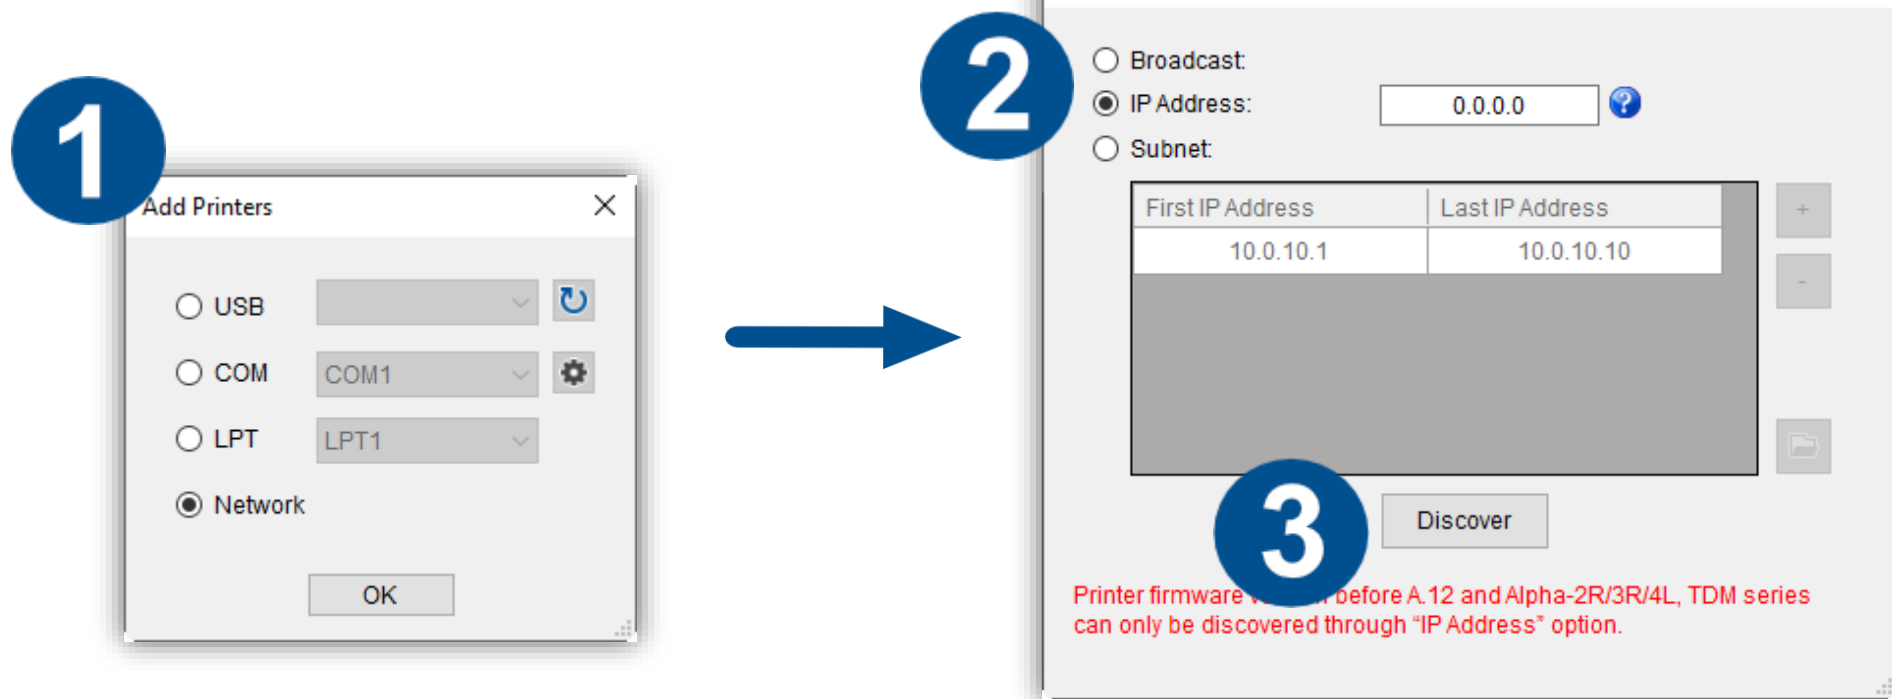 1
Add Printers
USB
COM COM1
LPT LPT1
Network
OK
2
Broadcast:
IP Address: 0.0.0.0 ?
Subnet:
First IP Address Last IP Address
10.0.10.1 10.0.10.10
+
-
3
Discover
Printer firmware before A.12 and Alpha-2R/3R/4L, TDM series
can only be discovered through “IP Address” option.